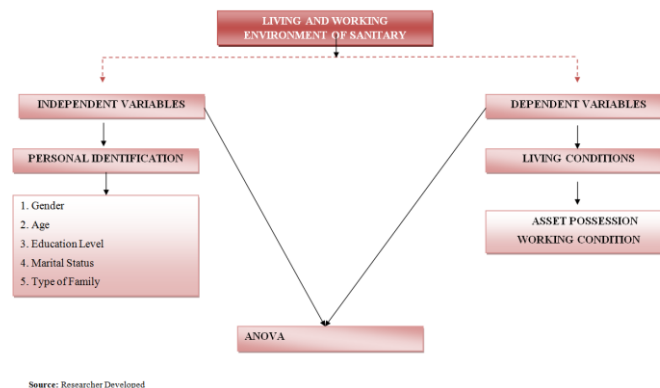 LIVING AND WORKING
ENVIRONMENT OF SANITARY
INDEPENDENT VARIABLES
DEPENDENT VARIABLES
PERSONAL IDENTIFICATION
LIVING CONDITIONS
1. Gender
2. Age
3. Education Level
4. Marital Status
5. Type of Family
ASSET POSSESSION
WORKING CONDITION
ANOVA
Source: Researcher Developed